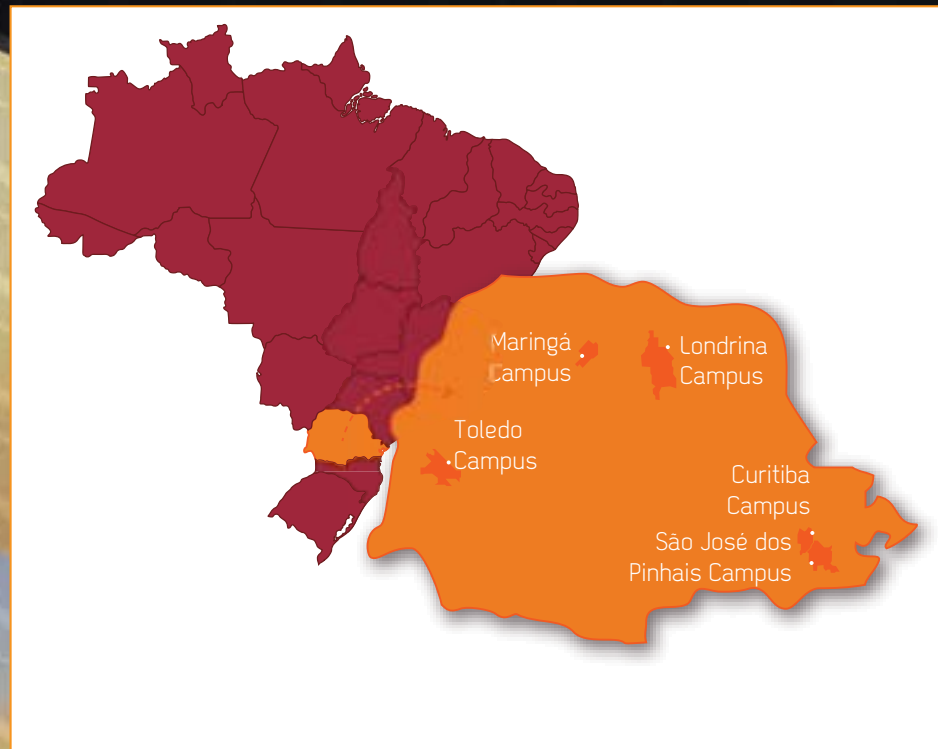 Maringá
Campus
Londrina
Campus
Toledo
Campus
Curitiba
Campus
São José dos
Pinhais Campus